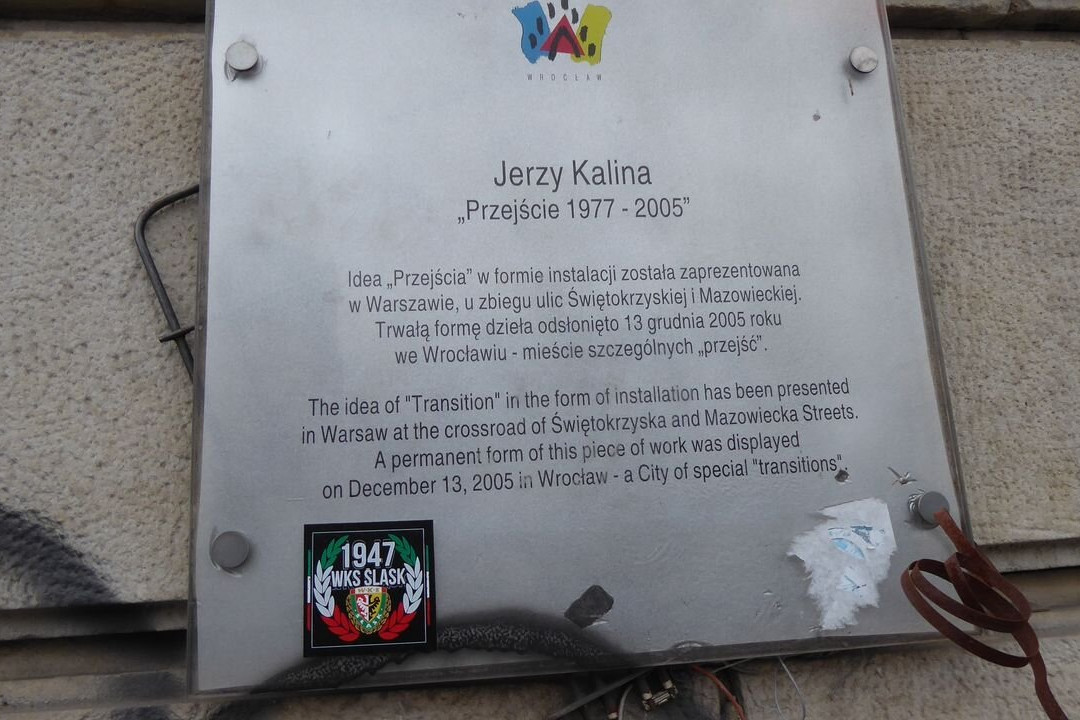 WROCŁAW
Jerzy Kalina
„Przejście 1977 - 2005”
Idea „Przejścia” w formie instalacji została zaprezentowana
w Warszawie, u zbiegu ulic Świętokrzyskiej i Mazowieckiej.
Trwałą formę dzieła odsłonięto 13 grudnia 2005 roku
we Wrocławiu - mieście szczególnych „przejść”.
The idea of "Transition" in the form of installation has been presented
in Warsaw at the crossroad of Świętokrzyska and Mazowiecka Streets.
A permanent form of this piece of work was displayed
on December 13, 2005 in Wrocław - a City of special "transitions".
1947
WKS ŚLĄSK